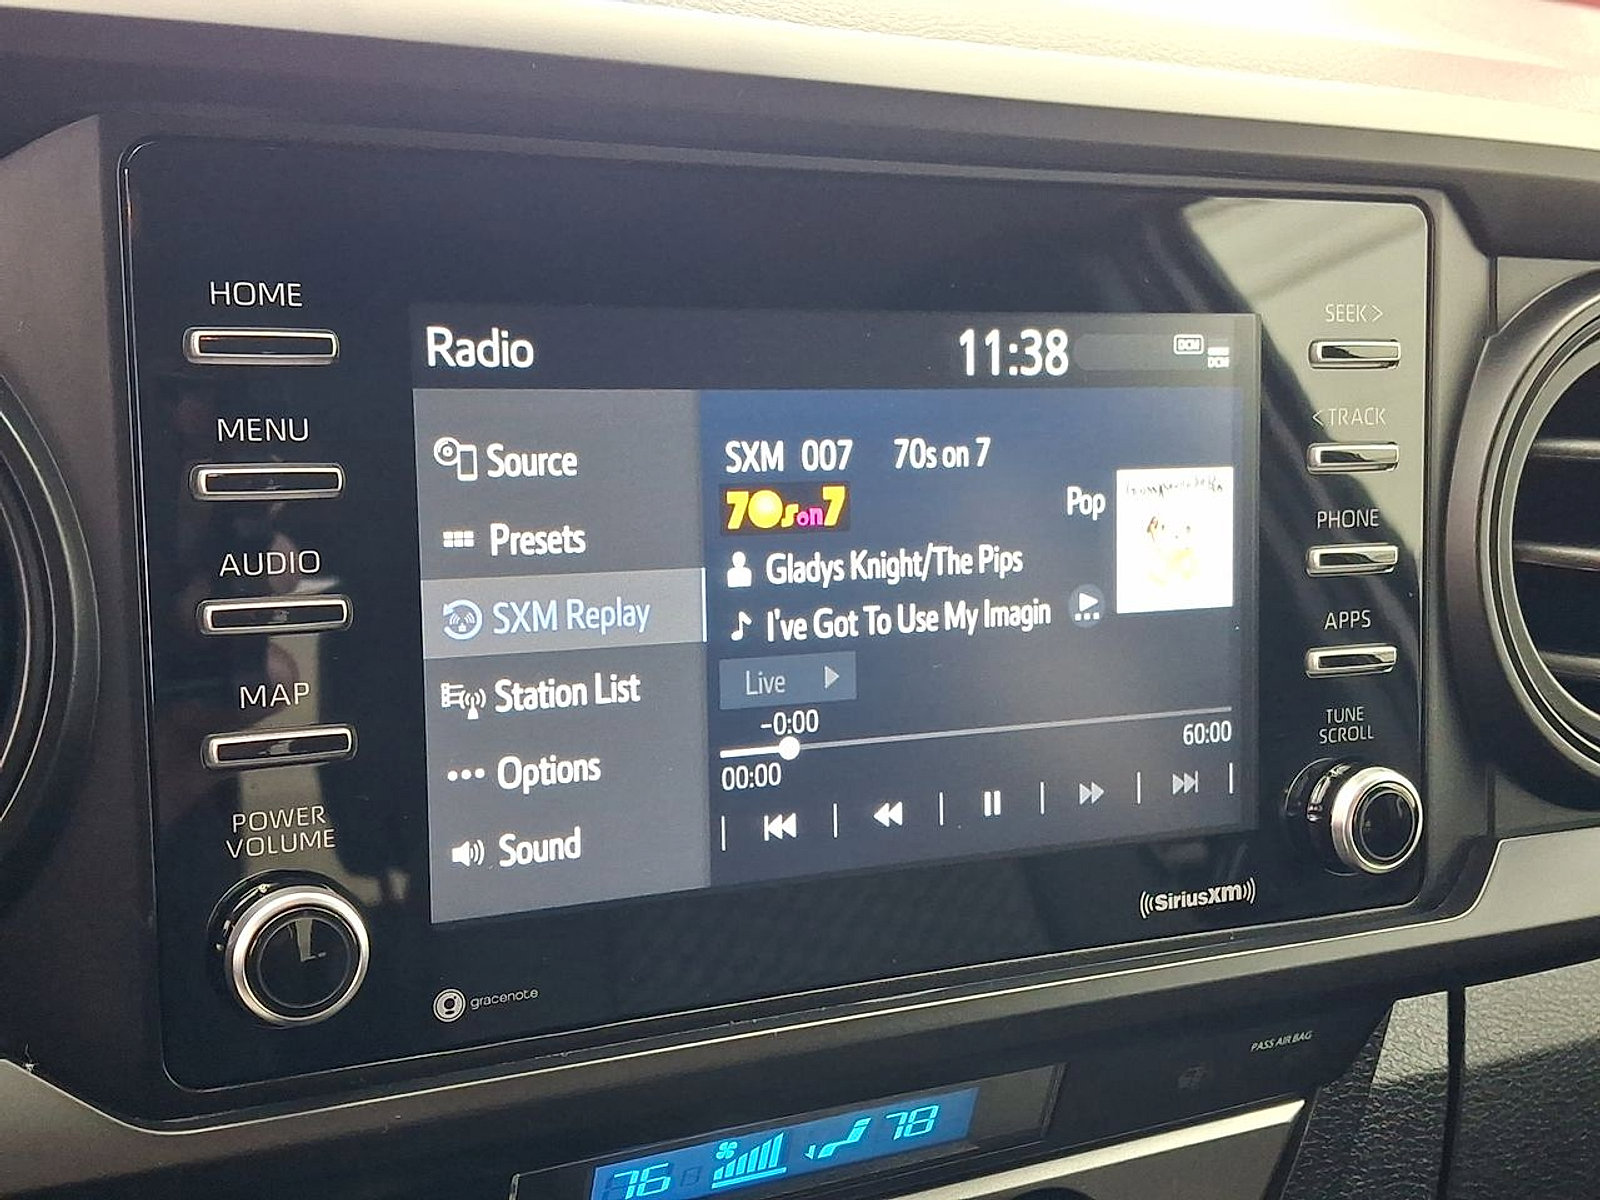 HOME
MENU
AUDIO
MAP
POWER
VOLUME
Radio
11:38
DCM
DCM
Source
Presets
SXM Replay
Station List
Options
Sound
SXM 007 70s on 7
70s on 7
Pop
Gladys Knight/The Pips
I've Got To Use My Imagin
Live
-0:00
60:00
00:00
SEEK >
< TRACK
PHONE
APPS
TUNE
SCROLL
((SiriusXM))
gracenote
PASS AIR BAG
76
78